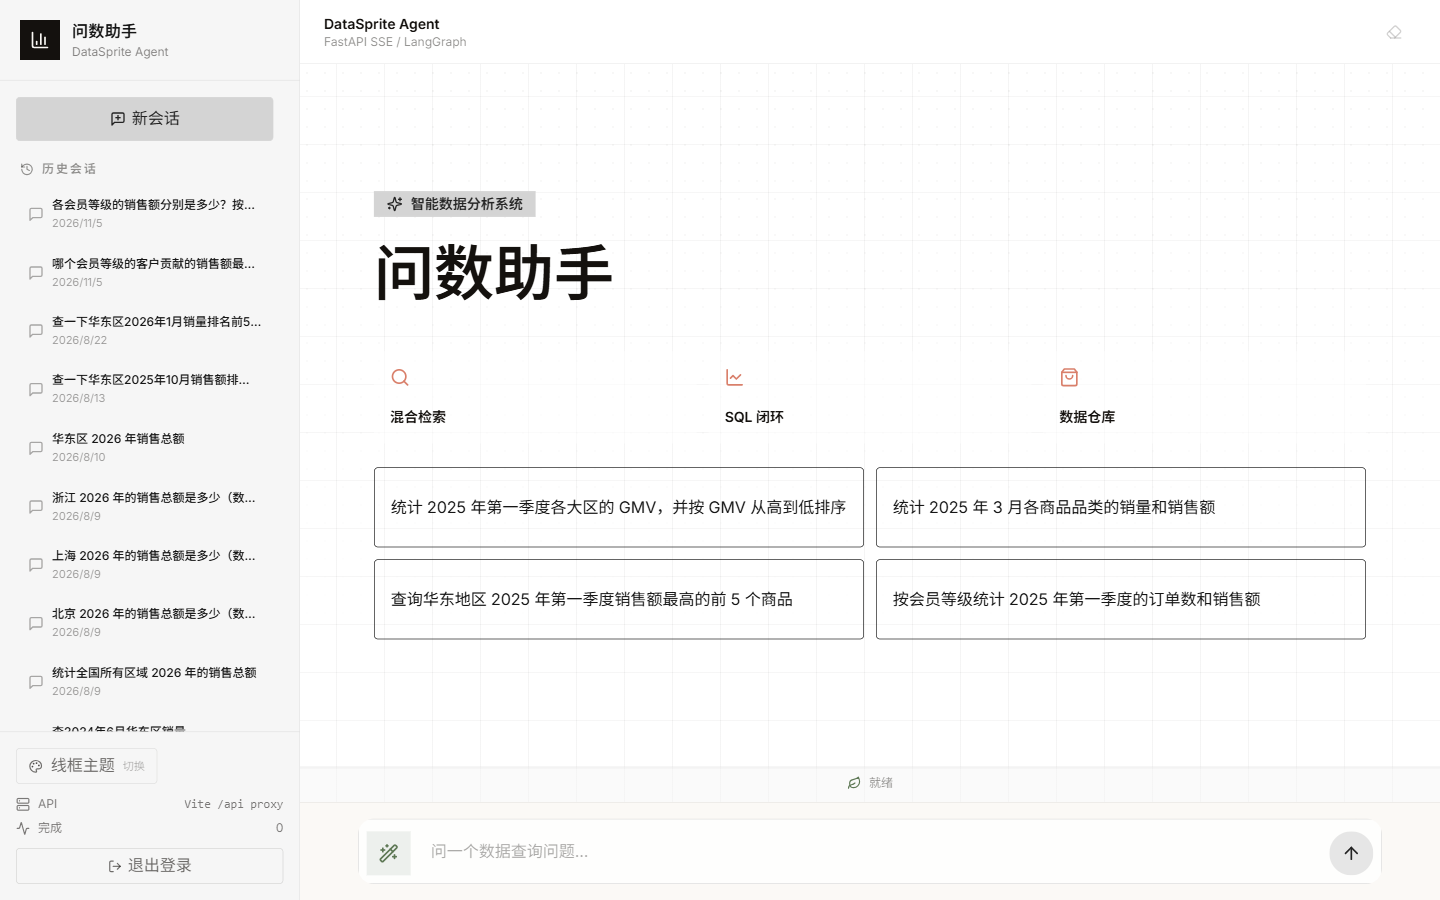 问数助手
DataSprite Agent
新会话
历史会话
各会员等级的销售额分别是多少？按...
2026/11/5
哪个会员等级的客户贡献的销售额最...
2026/11/5
查一下华东区2026年1月销量排名前5...
2026/8/22
查一下华东区2025年10月销售额排...
2026/8/13
华东区 2026 年销售总额
2026/8/10
浙江 2026 年的销售总额是多少（数...
2026/8/9
上海 2026 年的销售总额是多少（数...
2026/8/9
北京 2026 年的销售总额是多少（数...
2026/8/9
统计全国所有区域 2026 年的销售总额
2026/8/9
查2024年6月华东区销量
线框主题 切换
API Vite /api proxy
完成 0
退出登录
DataSprite Agent
FastAPI SSE / LangGraph
智能数据分析系统
问数助手
混合检索
SQL 闭环
数据仓库
统计 2025 年第一季度各大区的 GMV，并按 GMV 从高到低排序
统计 2025 年 3 月各商品品类的销量和销售额
查询华东地区 2025 年第一季度销售额最高的前 5 个商品
按会员等级统计 2025 年第一季度的订单数和销售额
就绪
问一个数据查询问题...